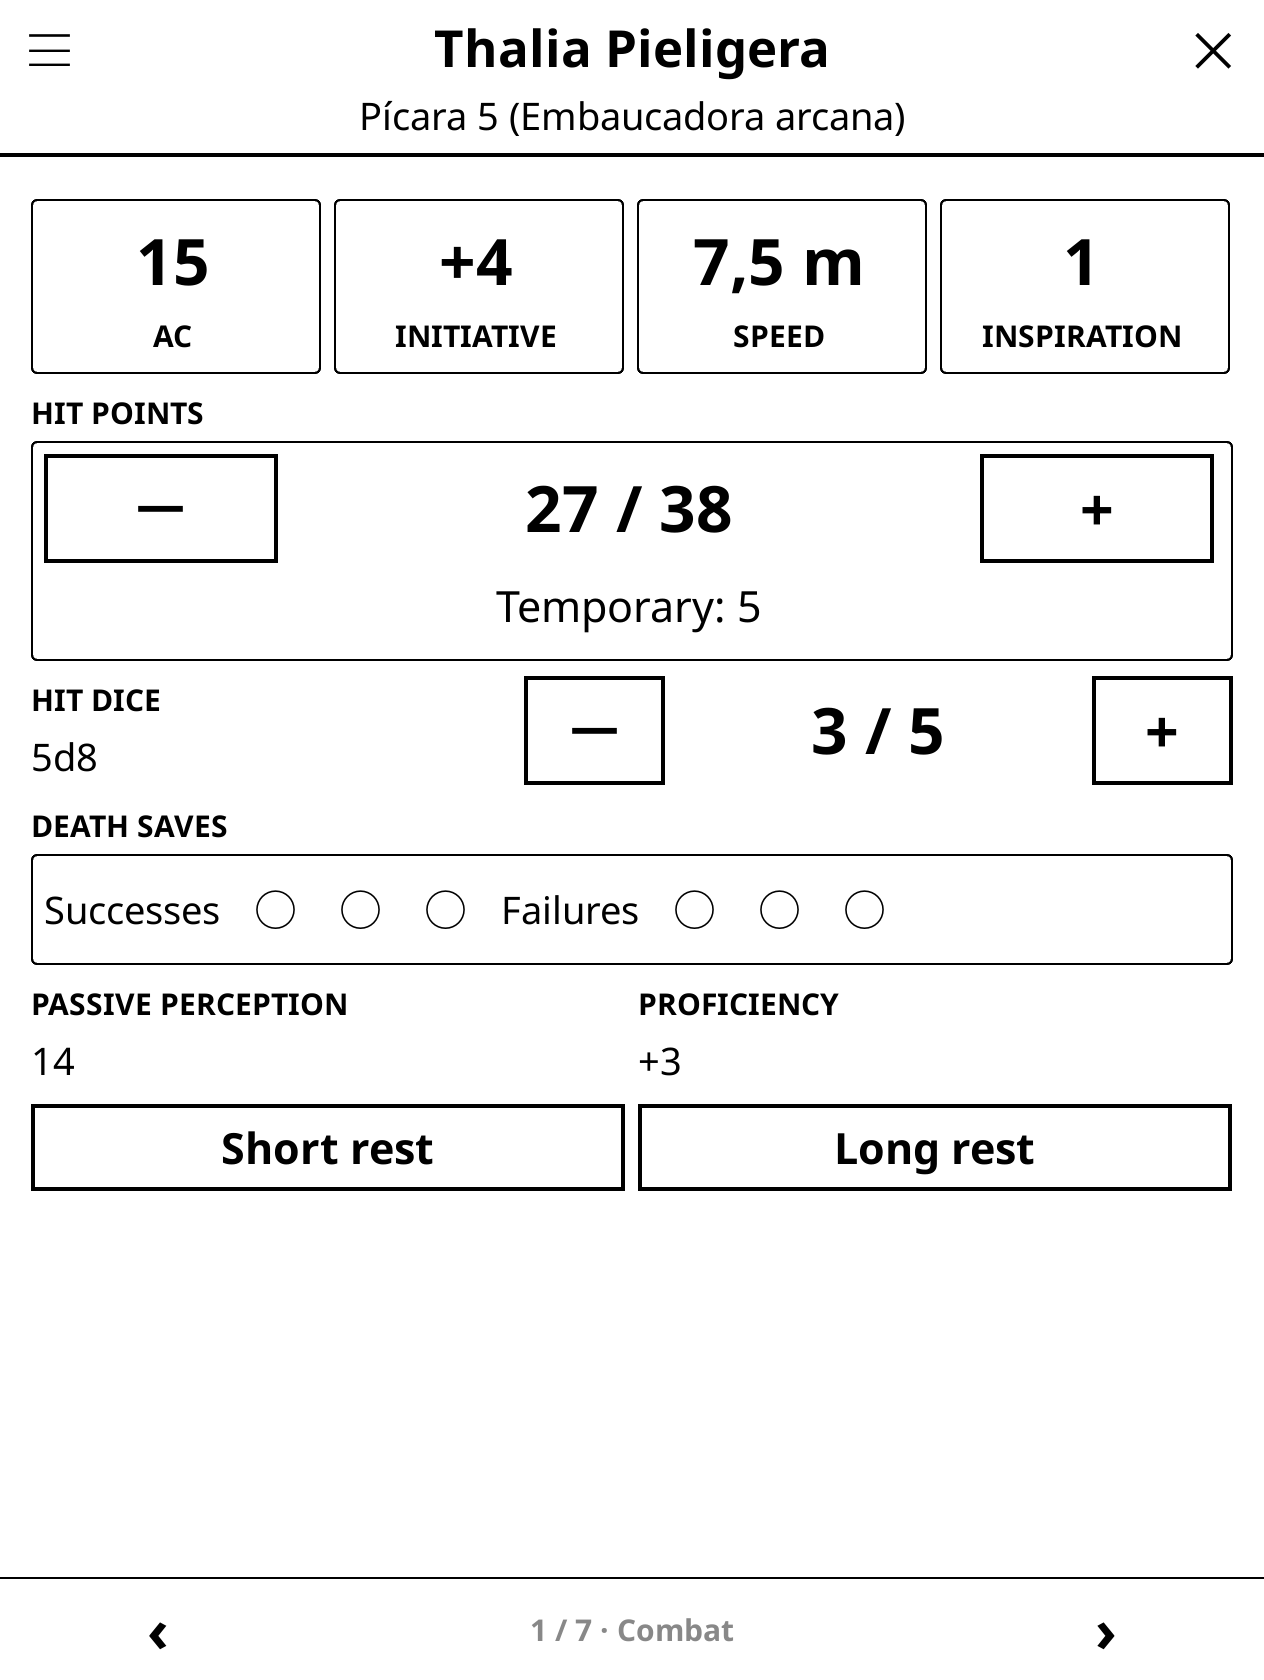 Thalia Pieligera
Pícara 5 (Embaucadora arcana)
15
AC
+4
INITIATIVE
7,5 m
SPEED
1
INSPIRATION
HIT POINTS
— 27 / 38 +
Temporary: 5
HIT DICE
5d8
— 3 / 5 +
DEATH SAVES
Successes Failures
PASSIVE PERCEPTION
14
PROFICIENCY
+3
Short rest
Long rest
‹ 1 / 7 · Combat ›